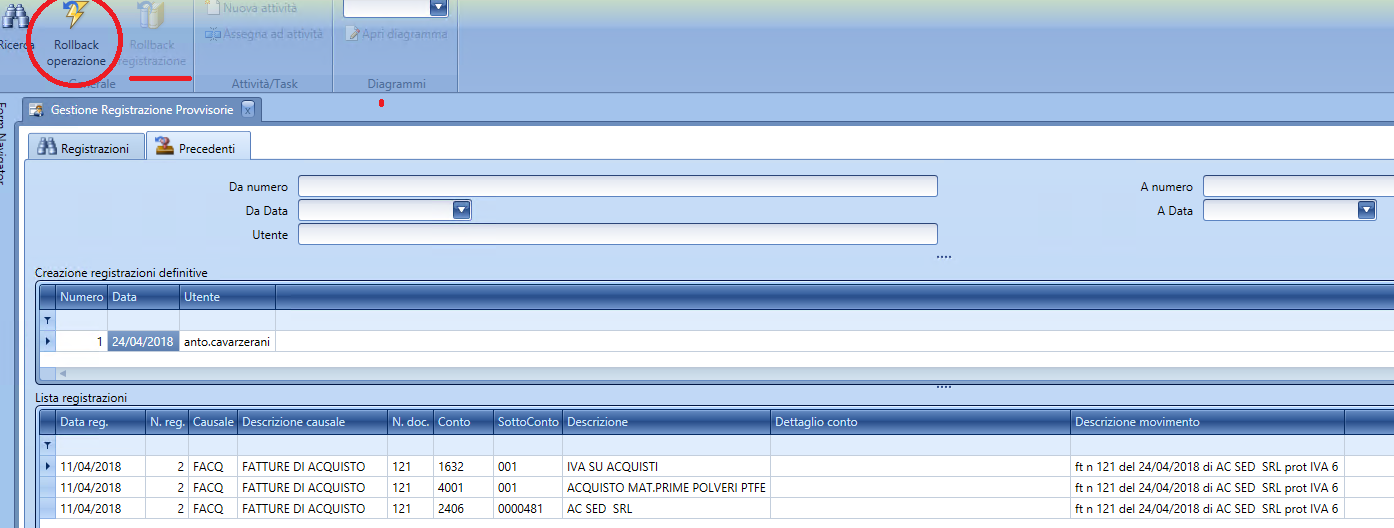 Nuova attività
Ricerca Rollback operazione Rollback registrazione Assegna ad attività Apri diagramma
Generale Attività/Task Diagrammi
Form Navigator
Gestione Registrazione Provvisorie x
Registrazioni Precedenti
Da numero A numero
Da Data A Data
Utente
Creazione registrazioni definitive
Numero Data Utente
1 24/04/2018 anto.cavarzerani
Lista registrazioni
Data reg. N. reg. Causale Descrizione causale N. doc. Conto SottoConto Descrizione Dettaglio conto Descrizione movimento
11/04/2018 2 FACQ FATTURE DI ACQUISTO 121 1632 001 IVA SU ACQUISTI ft n 121 del 24/04/2018 di AC SED SRL prot IVA 6
11/04/2018 2 FACQ FATTURE DI ACQUISTO 121 4001 001 ACQUISTO MAT.PRIME POLVERI PTFE ft n 121 del 24/04/2018 di AC SED SRL prot IVA 6
11/04/2018 2 FACQ FATTURE DI ACQUISTO 121 2406 0000481 AC SED SRL ft n 121 del 24/04/2018 di AC SED SRL prot IVA 6